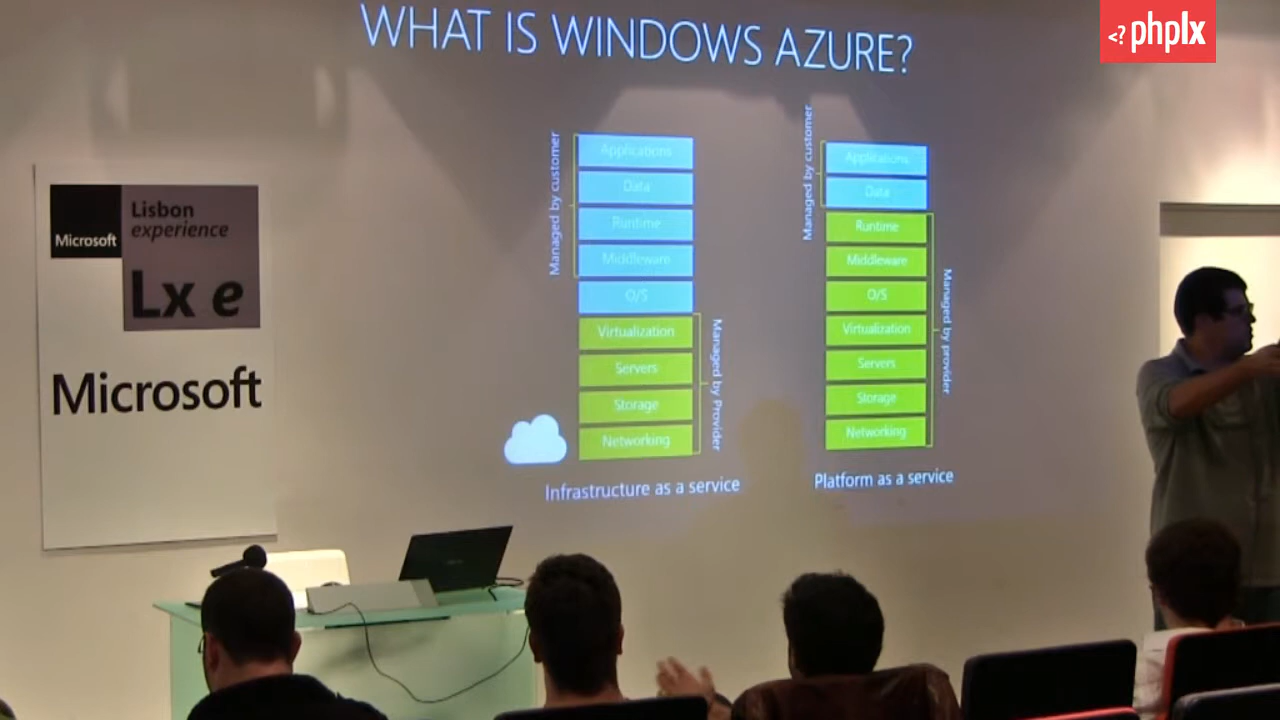 WHAT IS WINDOWS AZURE?
<? phplx
Managed by customer
Applications
Data
Runtime
Middleware
O/S
Virtualization
Servers
Storage
Networking
Managed by Provider
Infrastructure as a service
Managed by customer
Applications
Data
Runtime
Middleware
O/S
Virtualization
Servers
Storage
Networking
Managed by provider
Platform as a service
Microsoft
Lisbon
experience
Lx e
Microsoft